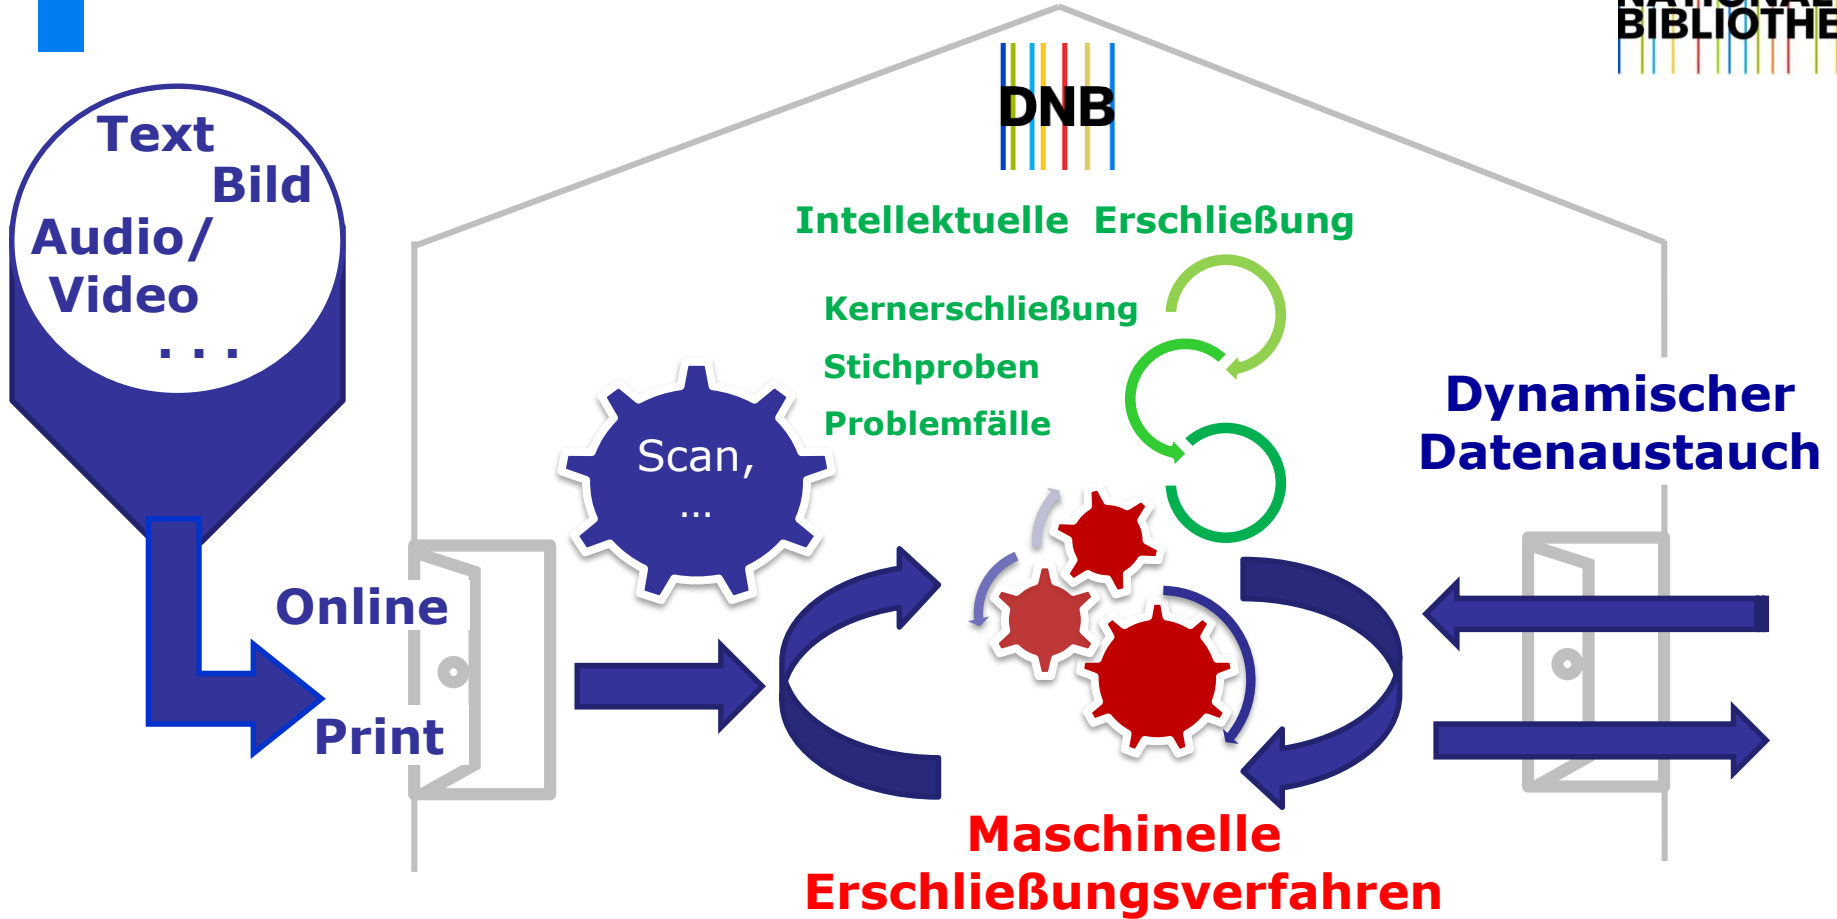 BIBLIOTHE
DNB
Text
Bild
Audio/
Video
. . .
Intellektuelle Erschließung
Kernerschließung
Stichproben
Problemfälle
Scan,
...
Dynamischer
Datenaustauch
Online
Print
Maschinelle
Erschließungsverfahren